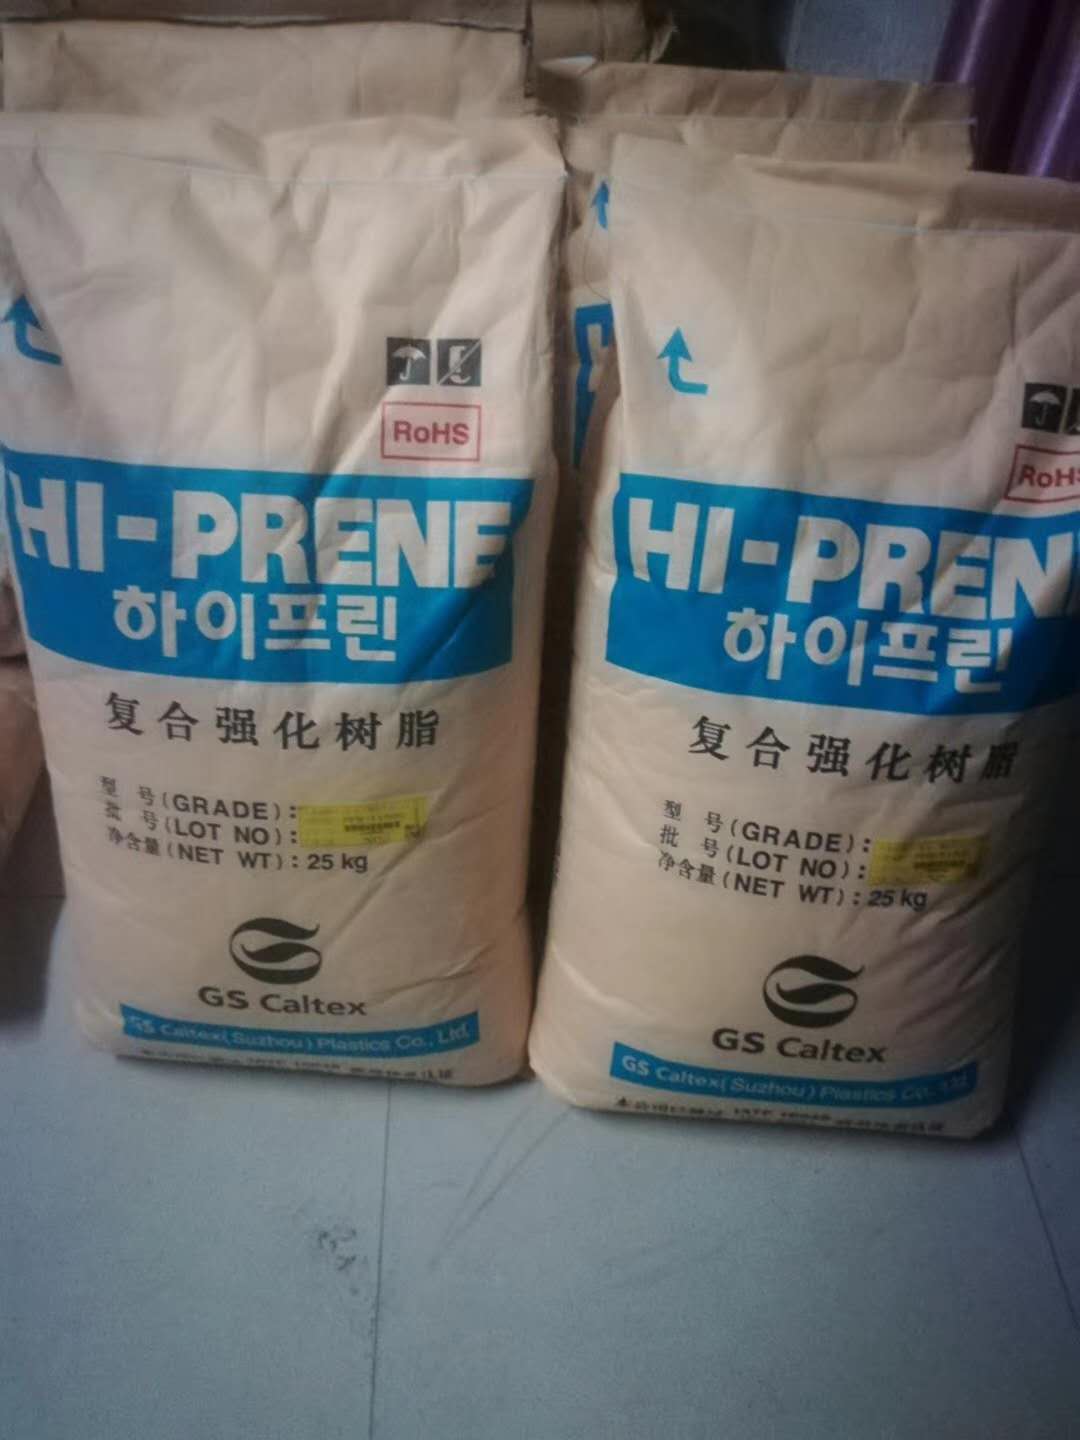 RoHS
HI-PRENE
하이프린
复合强化树脂
型 号(GRADE):
批 号(LOT NO):
净含量(NET WT): 25 kg
GS Caltex
GS Caltex(Suzhou) Plastics Co., Ltd.
RoHS
HI-PRENE
하이프린
复合强化树脂
型 号(GRADE):
批 号(LOT NO):
净含量(NET WT): 25 kg
GS Caltex
GS Caltex(Suzhou) Plastics Co., Ltd.